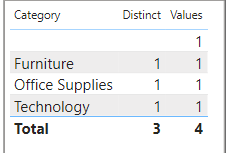 Category Distinct Values
1
Furniture 1 1
Office Supplies 1 1
Technology 1 1
Total 3 4